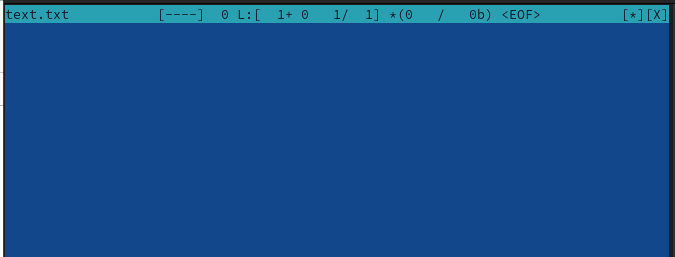 text.txt [----] 0 L:[ 1+ 0 1/ 1] *(0 / 0b) <EOF> [*][X]